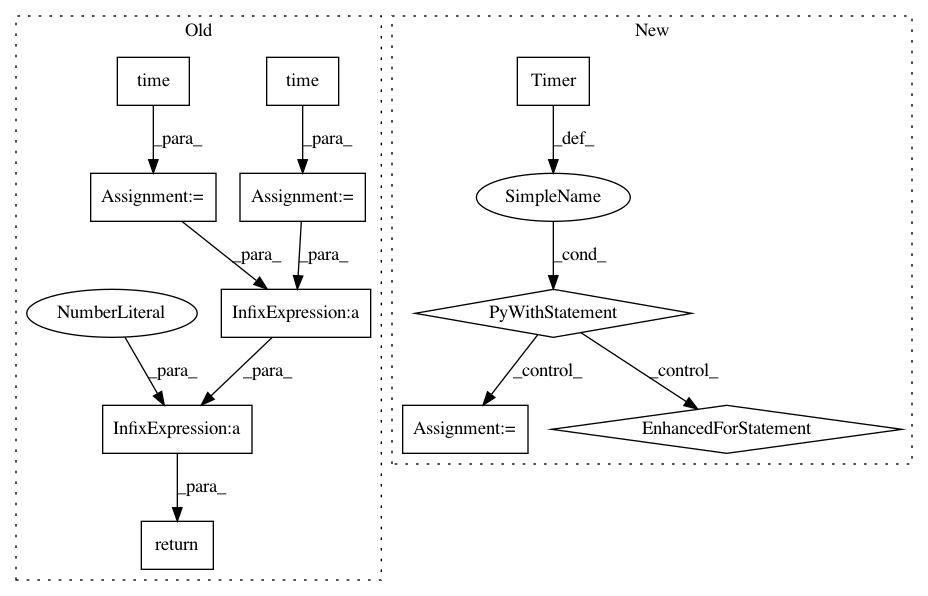 Old
New
time
time
Timer
_para_
_para_
_def_
Assignment:=
Assignment:=
SimpleName
_para_
_para_
_cond_
NumberLiteral
InfixExpression:a
PyWithStatement
_para_
_para_
_control_
_control_
InfixExpression:a
Assignment:=
EnhancedForStatement
_para_
return